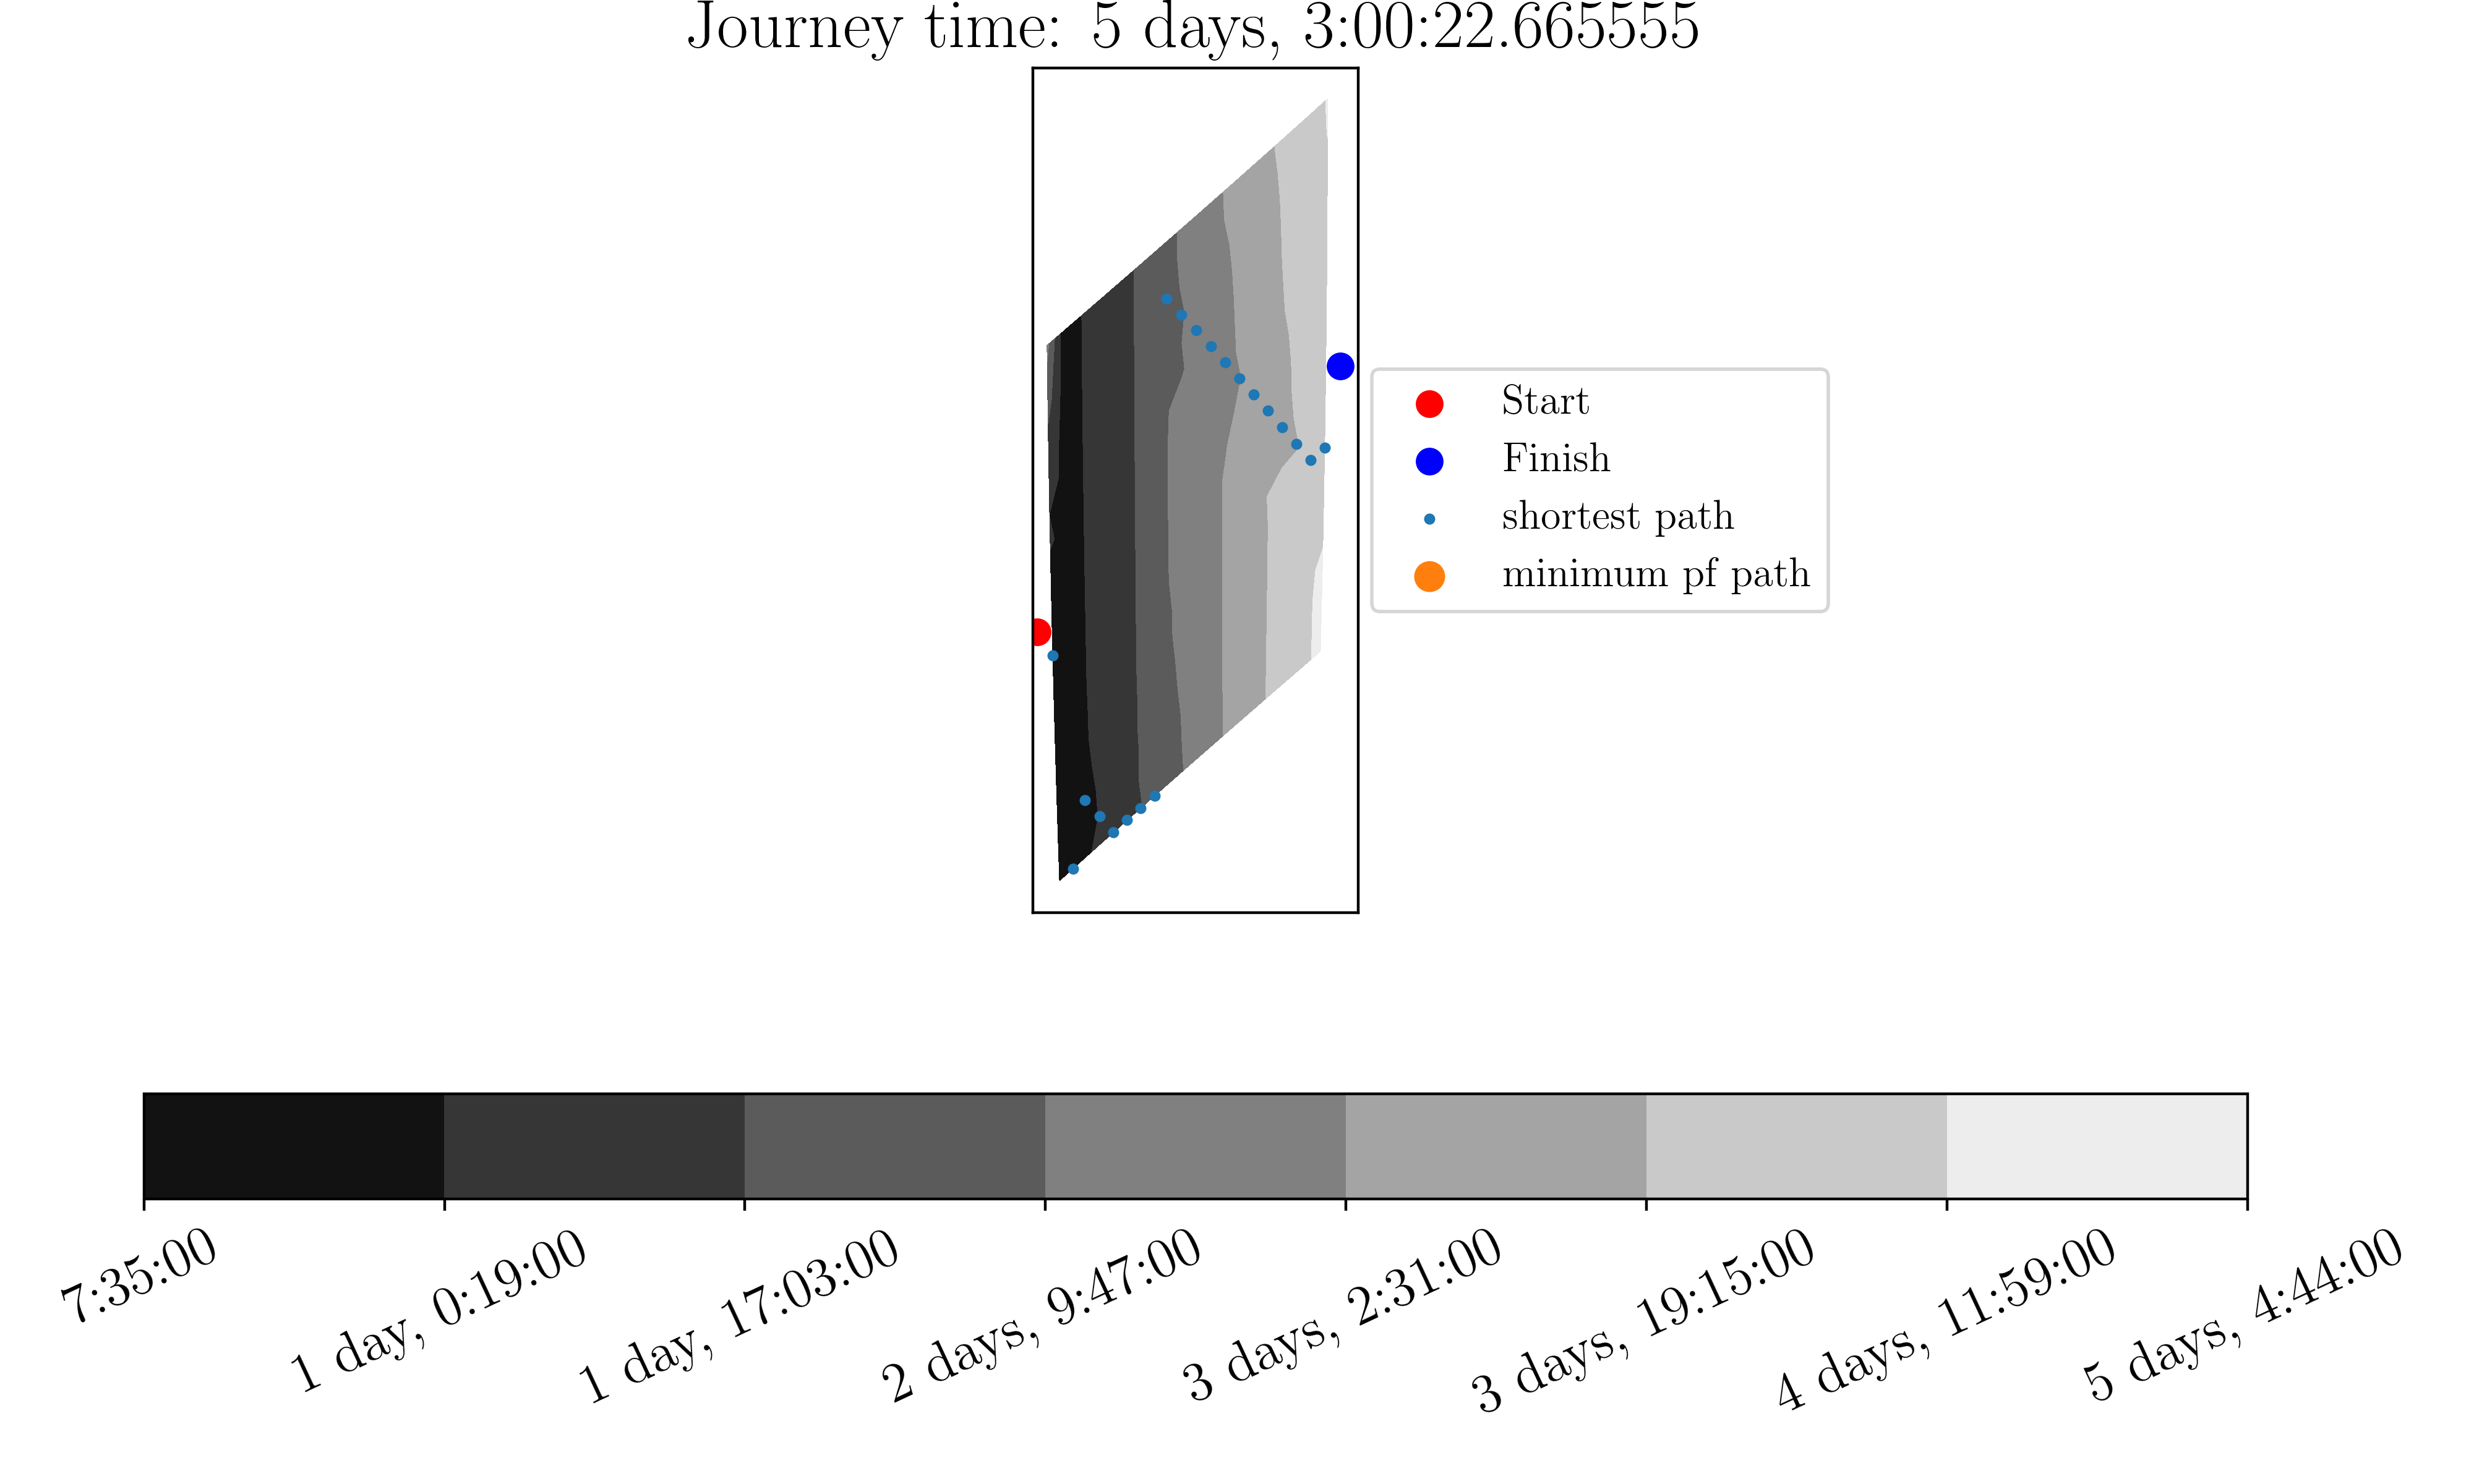 Journey time: 5 days, 3:00:22.665555
Start
Finish
shortest path
minimum pf path
7:35:00
1 day, 0:19:00
1 day, 17:03:00
2 days, 9:47:00
3 days, 2:31:00
3 days, 19:15:00
4 days, 11:59:00
5 days, 4:44:00